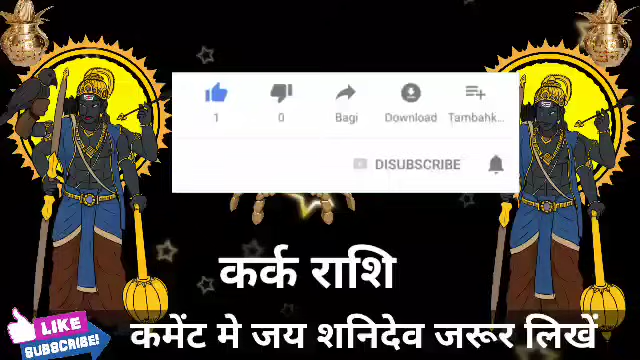 1 0 Bagi Download Tambahk...
DISUBSCRIBE
कर्क राशि
LIKE
SUBSCRIBE!
कमेंट मे जय शनिदेव जरूर लिखें